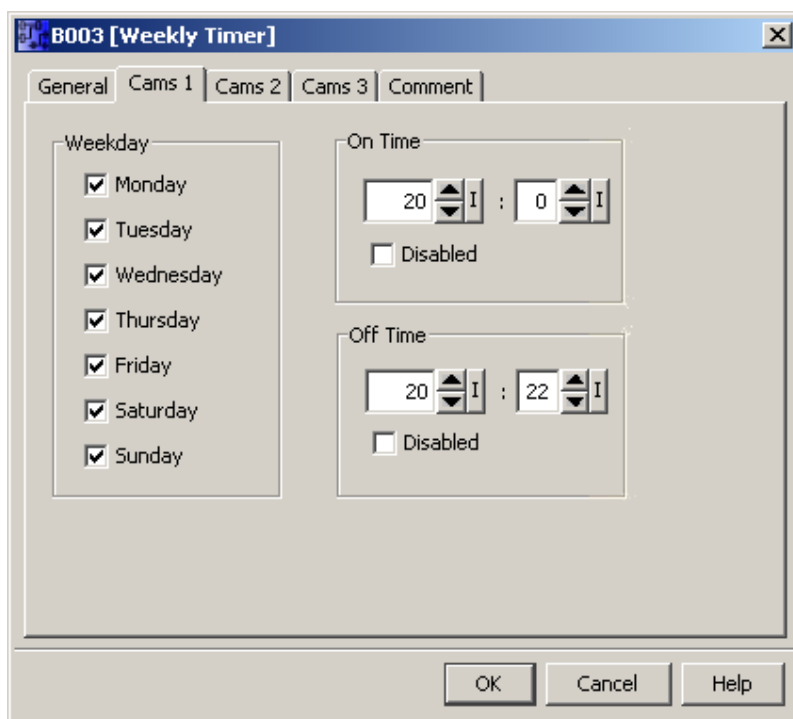 B003 [Weekly Timer]
General Cams 1 Cams 2 Cams 3 Comment
Weekday
Monday
Tuesday
Wednesday
Thursday
Friday
Saturday
Sunday
On Time
20 I : 0 I
Disabled
Off Time
20 I : 22 I
Disabled
OK Cancel Help